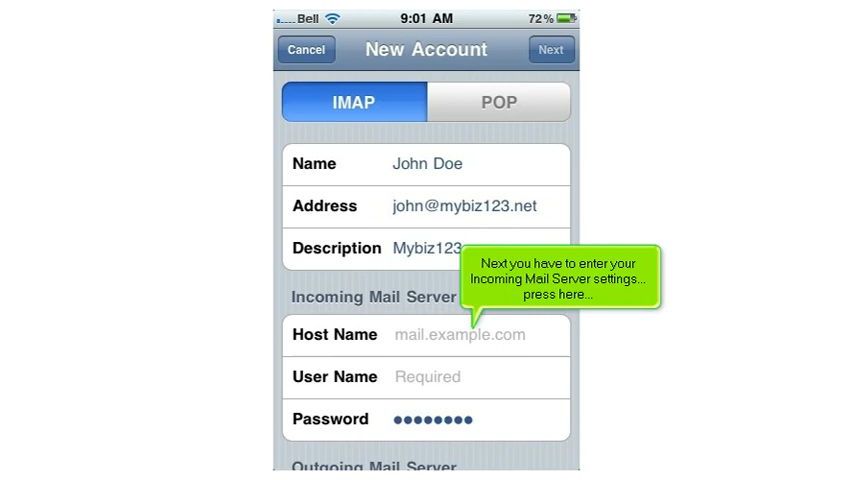 Bell 9:01 AM 72%
Cancel New Account Next
IMAP POP
Name John Doe
Address john@mybiz123.net
Description Mybiz123
Next you have to enter your
Incoming Mail Server settings...
press here...
Incoming Mail Server
Host Name mail.example.com
User Name Required
Password ●●●●●●●●
Outgoing Mail Server